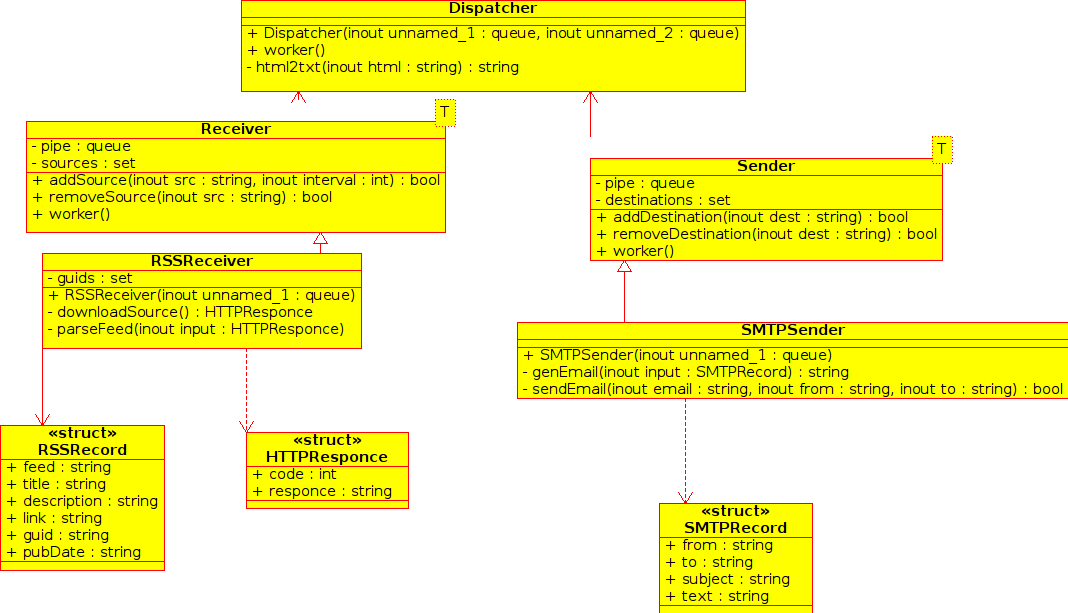 Dispatcher
+ Dispatcher(inout unnamed_1 : queue, inout unnamed_2 : queue)
+ worker()
- html2txt(inout html : string) : string
T
Receiver
- pipe : queue
- sources : set
+ addSource(inout src : string, inout interval : int) : bool
+ removeSource(inout src : string) : bool
+ worker()
T
Sender
- pipe : queue
- destinations : set
+ addDestination(inout dest : string) : bool
+ removeDestination(inout dest : string) : bool
+ worker()
RSSReceiver
- guids : set
+ RSSReceiver(inout unnamed_1 : queue)
- downloadSource() : HTTPResponce
- parseFeed(inout input : HTTPResponce)
SMTPSender
+ SMTPSender(inout unnamed_1 : queue)
- genEmail(inout input : SMTPRecord) : string
- sendEmail(inout email : string, inout from : string, inout to : string) : bool
«struct»
RSSRecord
+ feed : string
+ title : string
+ description : string
+ link : string
+ guid : string
+ pubDate : string
«struct»
HTTPResponce
+ code : int
+ responce : string
«struct»
SMTPRecord
+ from : string
+ to : string
+ subject : string
+ text : string